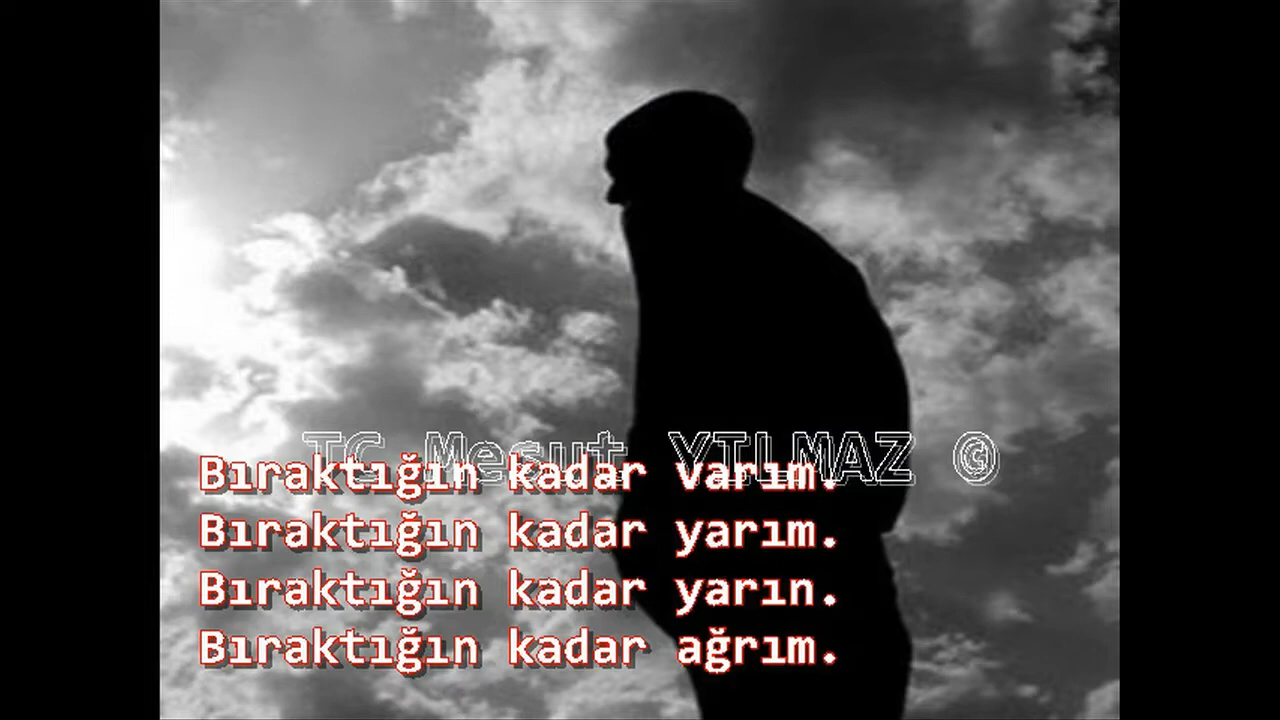 TC Mesut YILMAZ ©
Bıraktığın kadar varım.
Bıraktığın kadar yarım.
Bıraktığın kadar yarın.
Bıraktığın kadar ağrım.